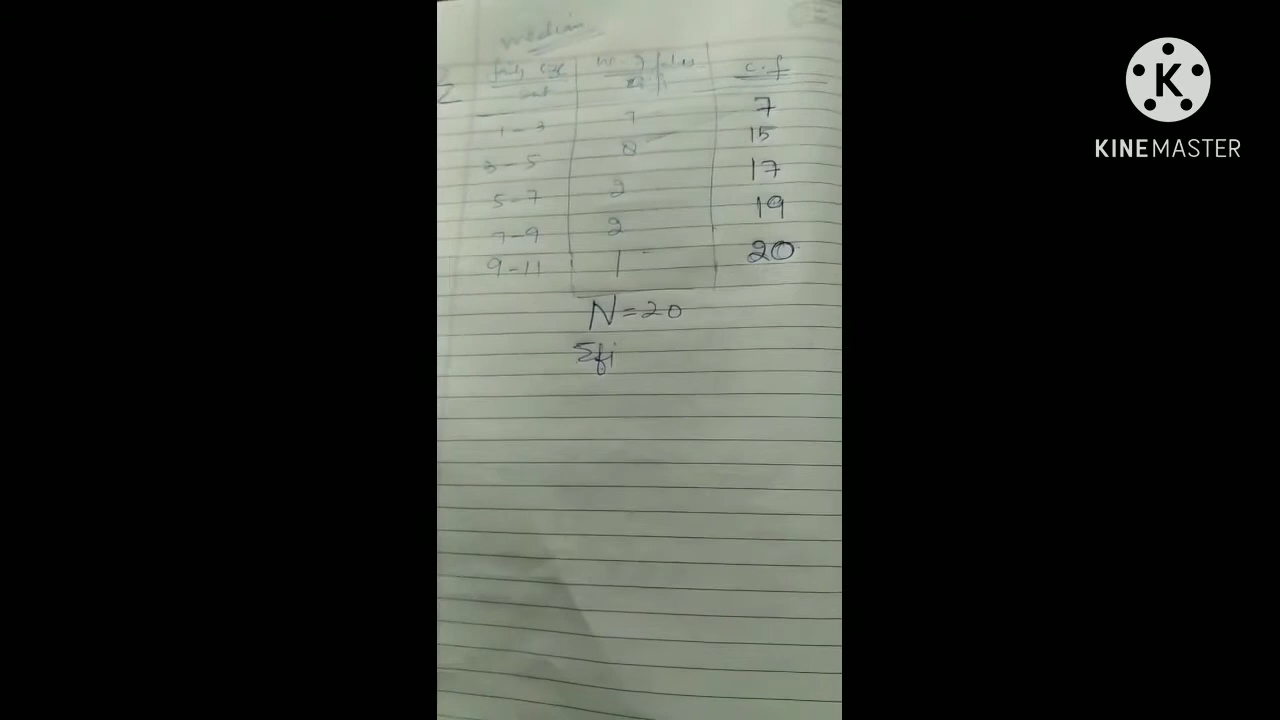 median
c.f
1-3 7 7
3-5 8 15
5-7 2 17
7-9 2 19
9-11 1 20
N=20
Σfi
K
KINEMASTER